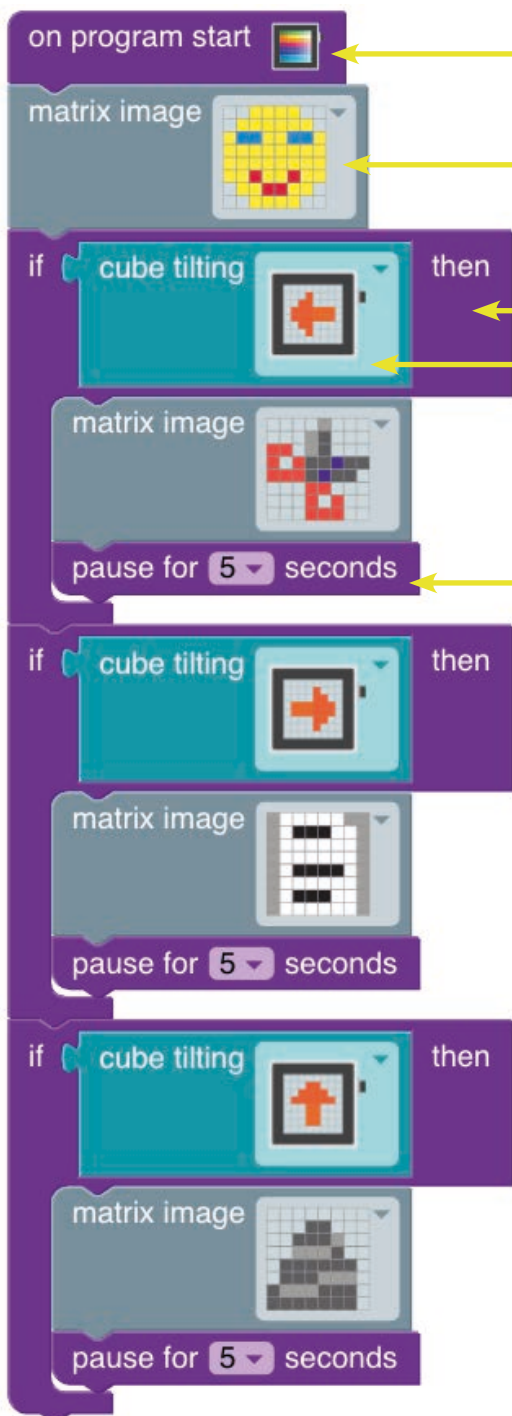 on program start
matrix image
if cube tilting then
matrix image
pause for 5 seconds
if cube tilting then
matrix image
pause for 5 seconds
if cube tilting then
matrix image
pause for 5 seconds